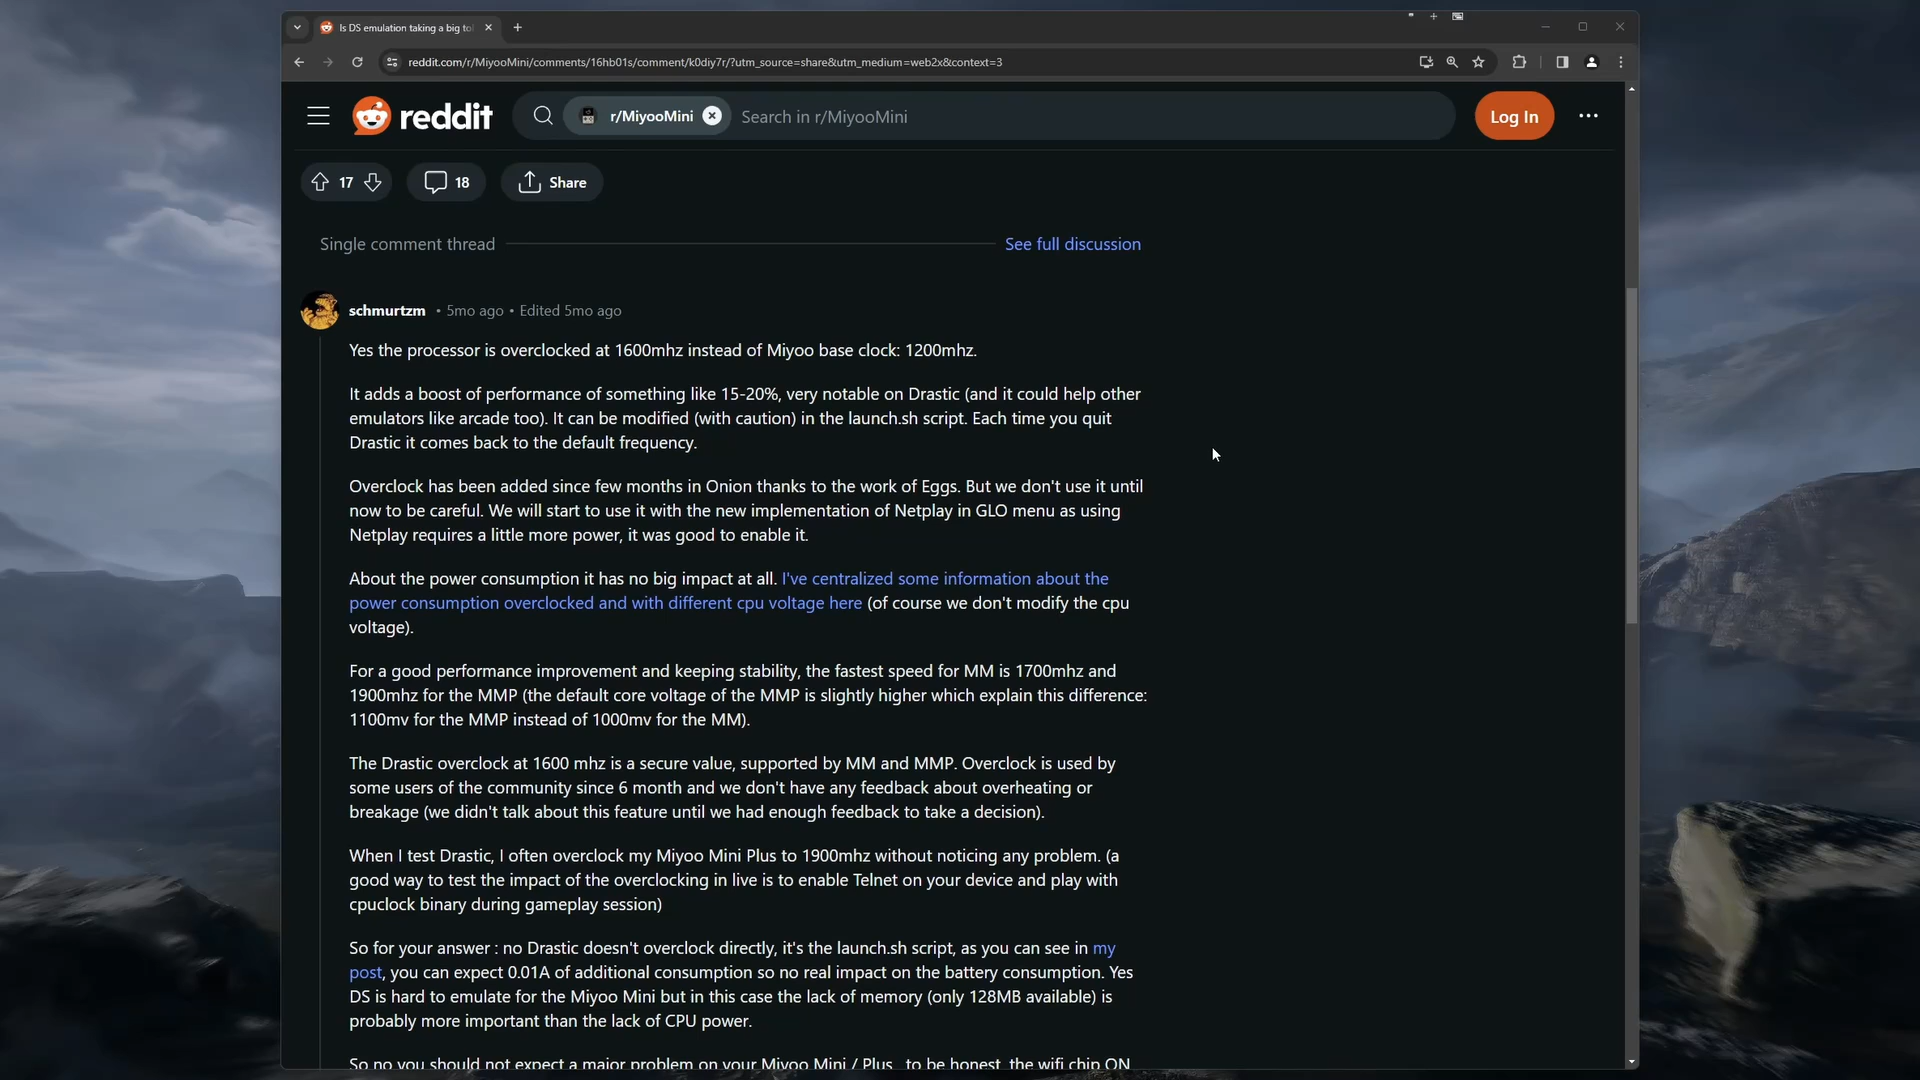 Is DS emulation taking a big to
reddit.com/r/MiyooMini/comments/16hb01s/comment/k0diy7r/?utm_source=share&utm_medium=web2x&context=3
reddit
r/MiyooMini
Search in r/MiyooMini
Log In
17
18
Share
Single comment thread
See full discussion
schmurtzm • 5mo ago • Edited 5mo ago
Yes the processor is overclocked at 1600mhz instead of Miyoo base clock: 1200mhz.
It adds a boost of performance of something like 15-20%, very notable on Drastic (and it could help other
emulators like arcade too). It can be modified (with caution) in the launch.sh script. Each time you quit
Drastic it comes back to the default frequency.
Overclock has been added since few months in Onion thanks to the work of Eggs. But we don't use it until
now to be careful. We will start to use it with the new implementation of Netplay in GLO menu as using
Netplay requires a little more power, it was good to enable it.
About the power consumption it has no big impact at all. I've centralized some information about the
power consumption overclocked and with different cpu voltage here (of course we don't modify the cpu
voltage).
For a good performance improvement and keeping stability, the fastest speed for MM is 1700mhz and
1900mhz for the MMP (the default core voltage of the MMP is slightly higher which explain this difference:
1100mv for the MMP instead of 1000mv for the MM).
The Drastic overclock at 1600 mhz is a secure value, supported by MM and MMP. Overclock is used by
some users of the community since 6 month and we don't have any feedback about overheating or
breakage (we didn't talk about this feature until we had enough feedback to take a decision).
When I test Drastic, I often overclock my Miyoo Mini Plus to 1900mhz without noticing any problem. (a
good way to test the impact of the overclocking in live is to enable Telnet on your device and play with
cpuclock binary during gameplay session)
So for your answer : no Drastic doesn't overclock directly, it's the launch.sh script, as you can see in my
post, you can expect 0.01A of additional consumption so no real impact on the battery consumption. Yes
DS is hard to emulate for the Miyoo Mini but in this case the lack of memory (only 128MB available) is
probably more important than the lack of CPU power.
So no you should not expect a major problem on your Miyoo Mini / Plus, to be honest, the wifi chip ON